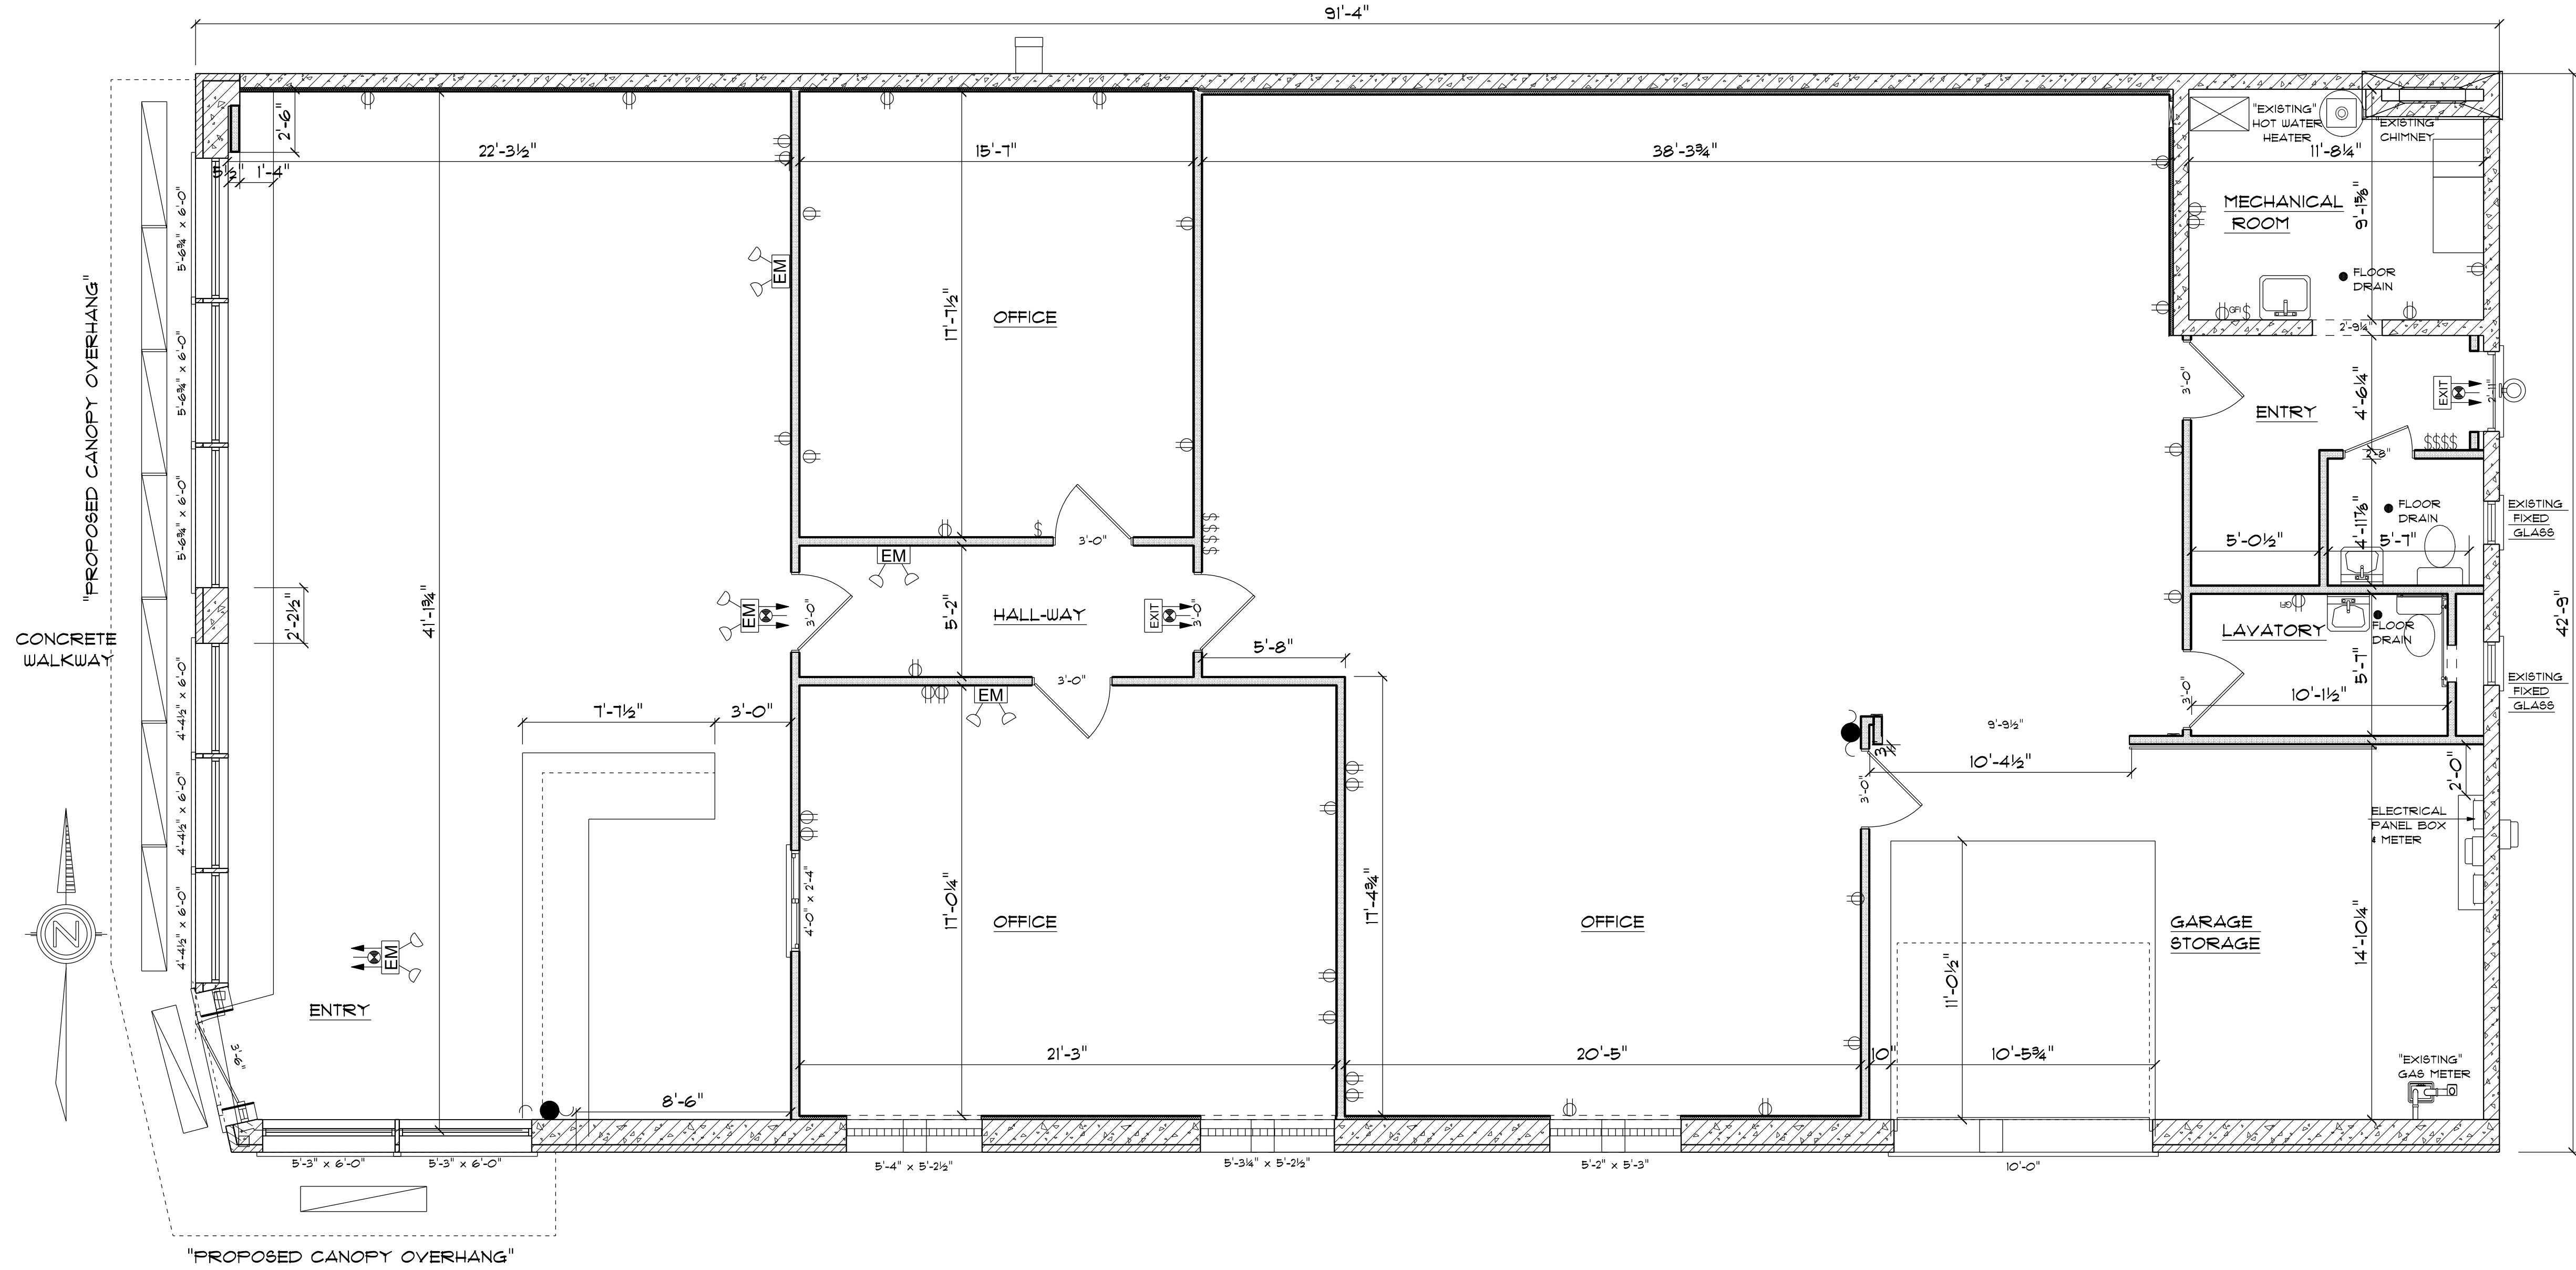 91'-4"
"EXISTING"
HOT WATER
HEATER
"EXISTING"
CHIMNEY
2'-6"
22'-3½"
15'-7"
38'-3¾"
11'-8¼"
5½"
1'-4"
MECHANICAL
ROOM
9'-1⅝"
5'-6¾" x 6'-0"
FLOOR
DRAIN
EM
"PROPOSED CANOPY OVERHANG"
17'-7½"
OFFICE
GFI
$
2'-9¼"
5'-6¾" x 6'-0"
3'-0"
ENTRY
4'-6¼"
EXIT
2'-11"
$$$$
2'-8"
5'-6¾" x 6'-0"
$
3'-0"
$
$
$
$
FLOOR
DRAIN
EXISTING
FIXED
GLASS
5'-0½"
4'-11⅞"
5'-7"
EM
CONCRETE
WALKWAY
2'-2½"
41'-1¾"
EM
3'-0"
5'-2"
HALL-WAY
EXIT
3'-0"
GFI
LAVATORY
FLOOR
DRAIN
42'-9"
5'-8"
5'-7"
3'-0"
10'-1½"
EXISTING
FIXED
GLASS
4'-4½" x 6'-0"
7'-7½"
3'-0"
3'-0"
EM
9'-9½"
10'-4½"
3'-0"
2'-0"
4'-4½" x 6'-0"
ELECTRICAL
PANEL BOX
& METER
4'-4½" x 6'-0"
4'-0" x 2'-4"
17'-0¼"
OFFICE
17'-4¾"
OFFICE
GARAGE
STORAGE
14'-10¼"
11'-0½"
N
EM
ENTRY
3'-6"
21'-3"
20'-5"
10"
10'-5¾"
"EXISTING"
GAS METER
8'-6"
5'-3" x 6'-0"
5'-3" x 6'-0"
5'-4" x 5'-2½"
5'-3¼" x 5'-2½"
5'-2" x 5'-3"
10'-0"
"PROPOSED CANOPY OVERHANG"